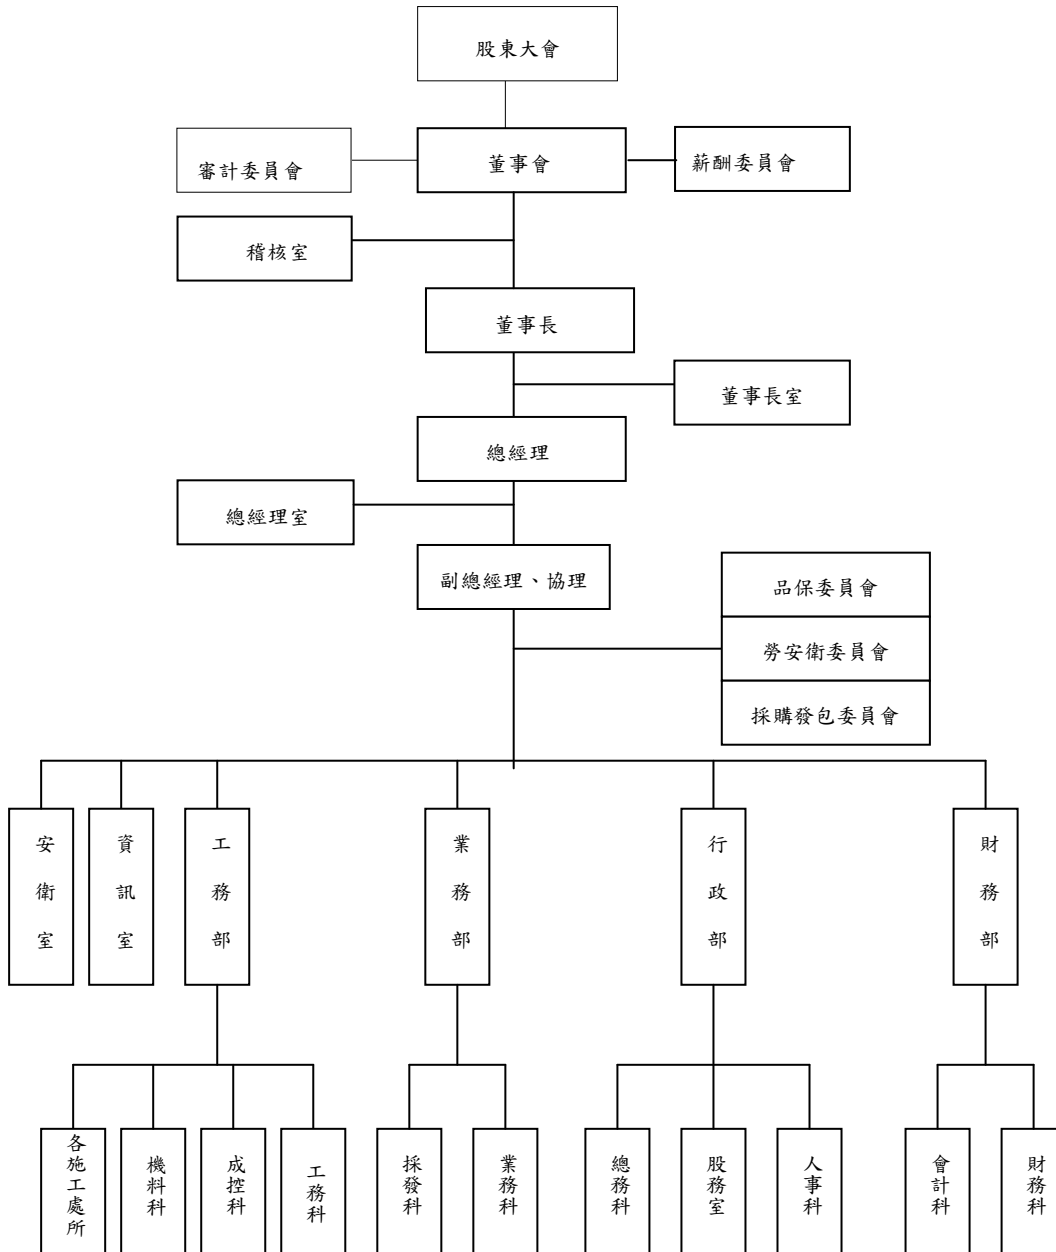 股東大會
審計委員會
董事會
薪酬委員會
稽核室
董事長
董事長室
總經理
總經理室
副總經理、協理
品保委員會
勞安衛委員會
採購發包委員會
安衛室
資訊室
工務部
業務部
行政部
財務部
各施工處所
機料科
成控科
工務科
採發科
業務科
總務科
股務室
人事科
會計科
財務科